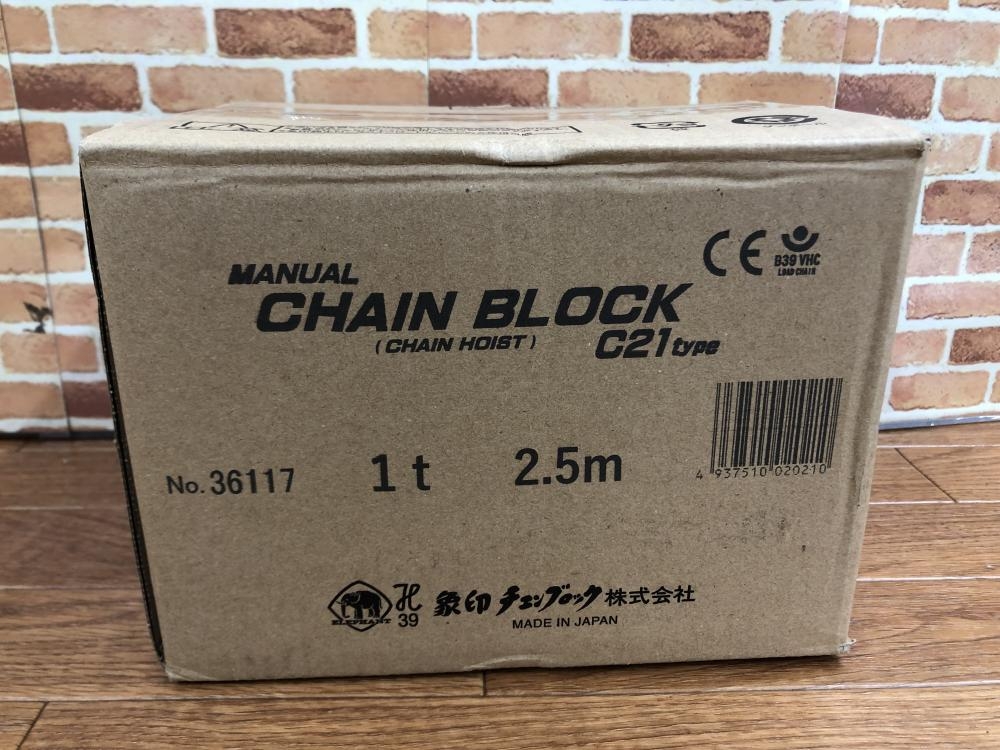 CE B39 VHC
LOAD CHAIN
MANUAL
CHAIN BLOCK
(CHAIN HOIST) C21 type
No. 36117 1 t 2.5m
4 937510 020210
ELEPHANT
39
象印チェンブロック株式会社
MADE IN JAPAN